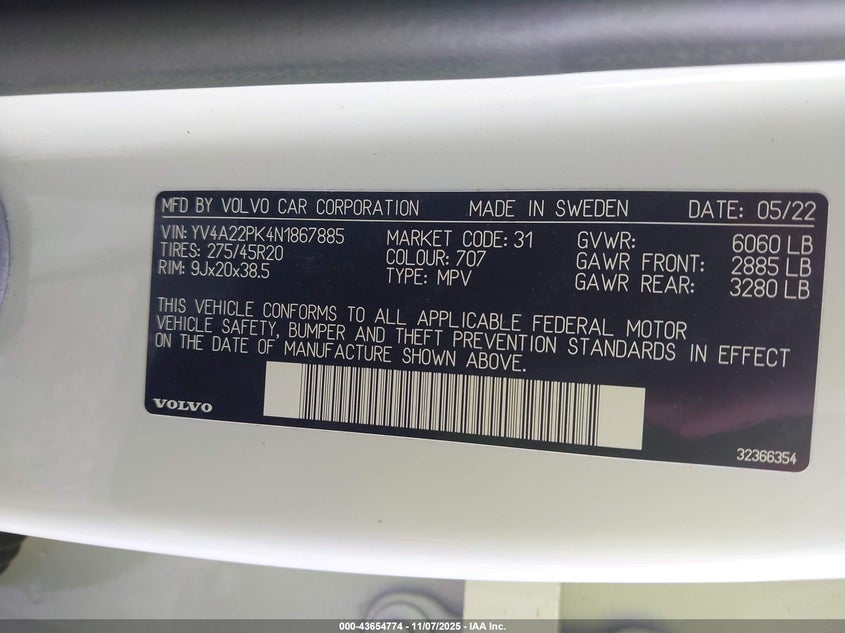 MFD BY VOLVO CAR CORPORATION MADE IN SWEDEN DATE: 05/22
VIN: YV4A22PK4N1867885 MARKET CODE: 31 GVWR: 6060 LB
TIRES: 275/45R20 COLOUR: 707 GAWR FRONT: 2885 LB
RIM: 9Jx20x38.5 TYPE: MPV GAWR REAR: 3280 LB
THIS VEHICLE CONFORMS TO ALL APPLICABLE FEDERAL MOTOR
VEHICLE SAFETY, BUMPER AND THEFT PREVENTION STANDARDS IN EFFECT
ON THE DATE OF MANUFACTURE SHOWN ABOVE.
VOLVO
32366354
000-43654774 - 11/07/2025 - IAA Inc.